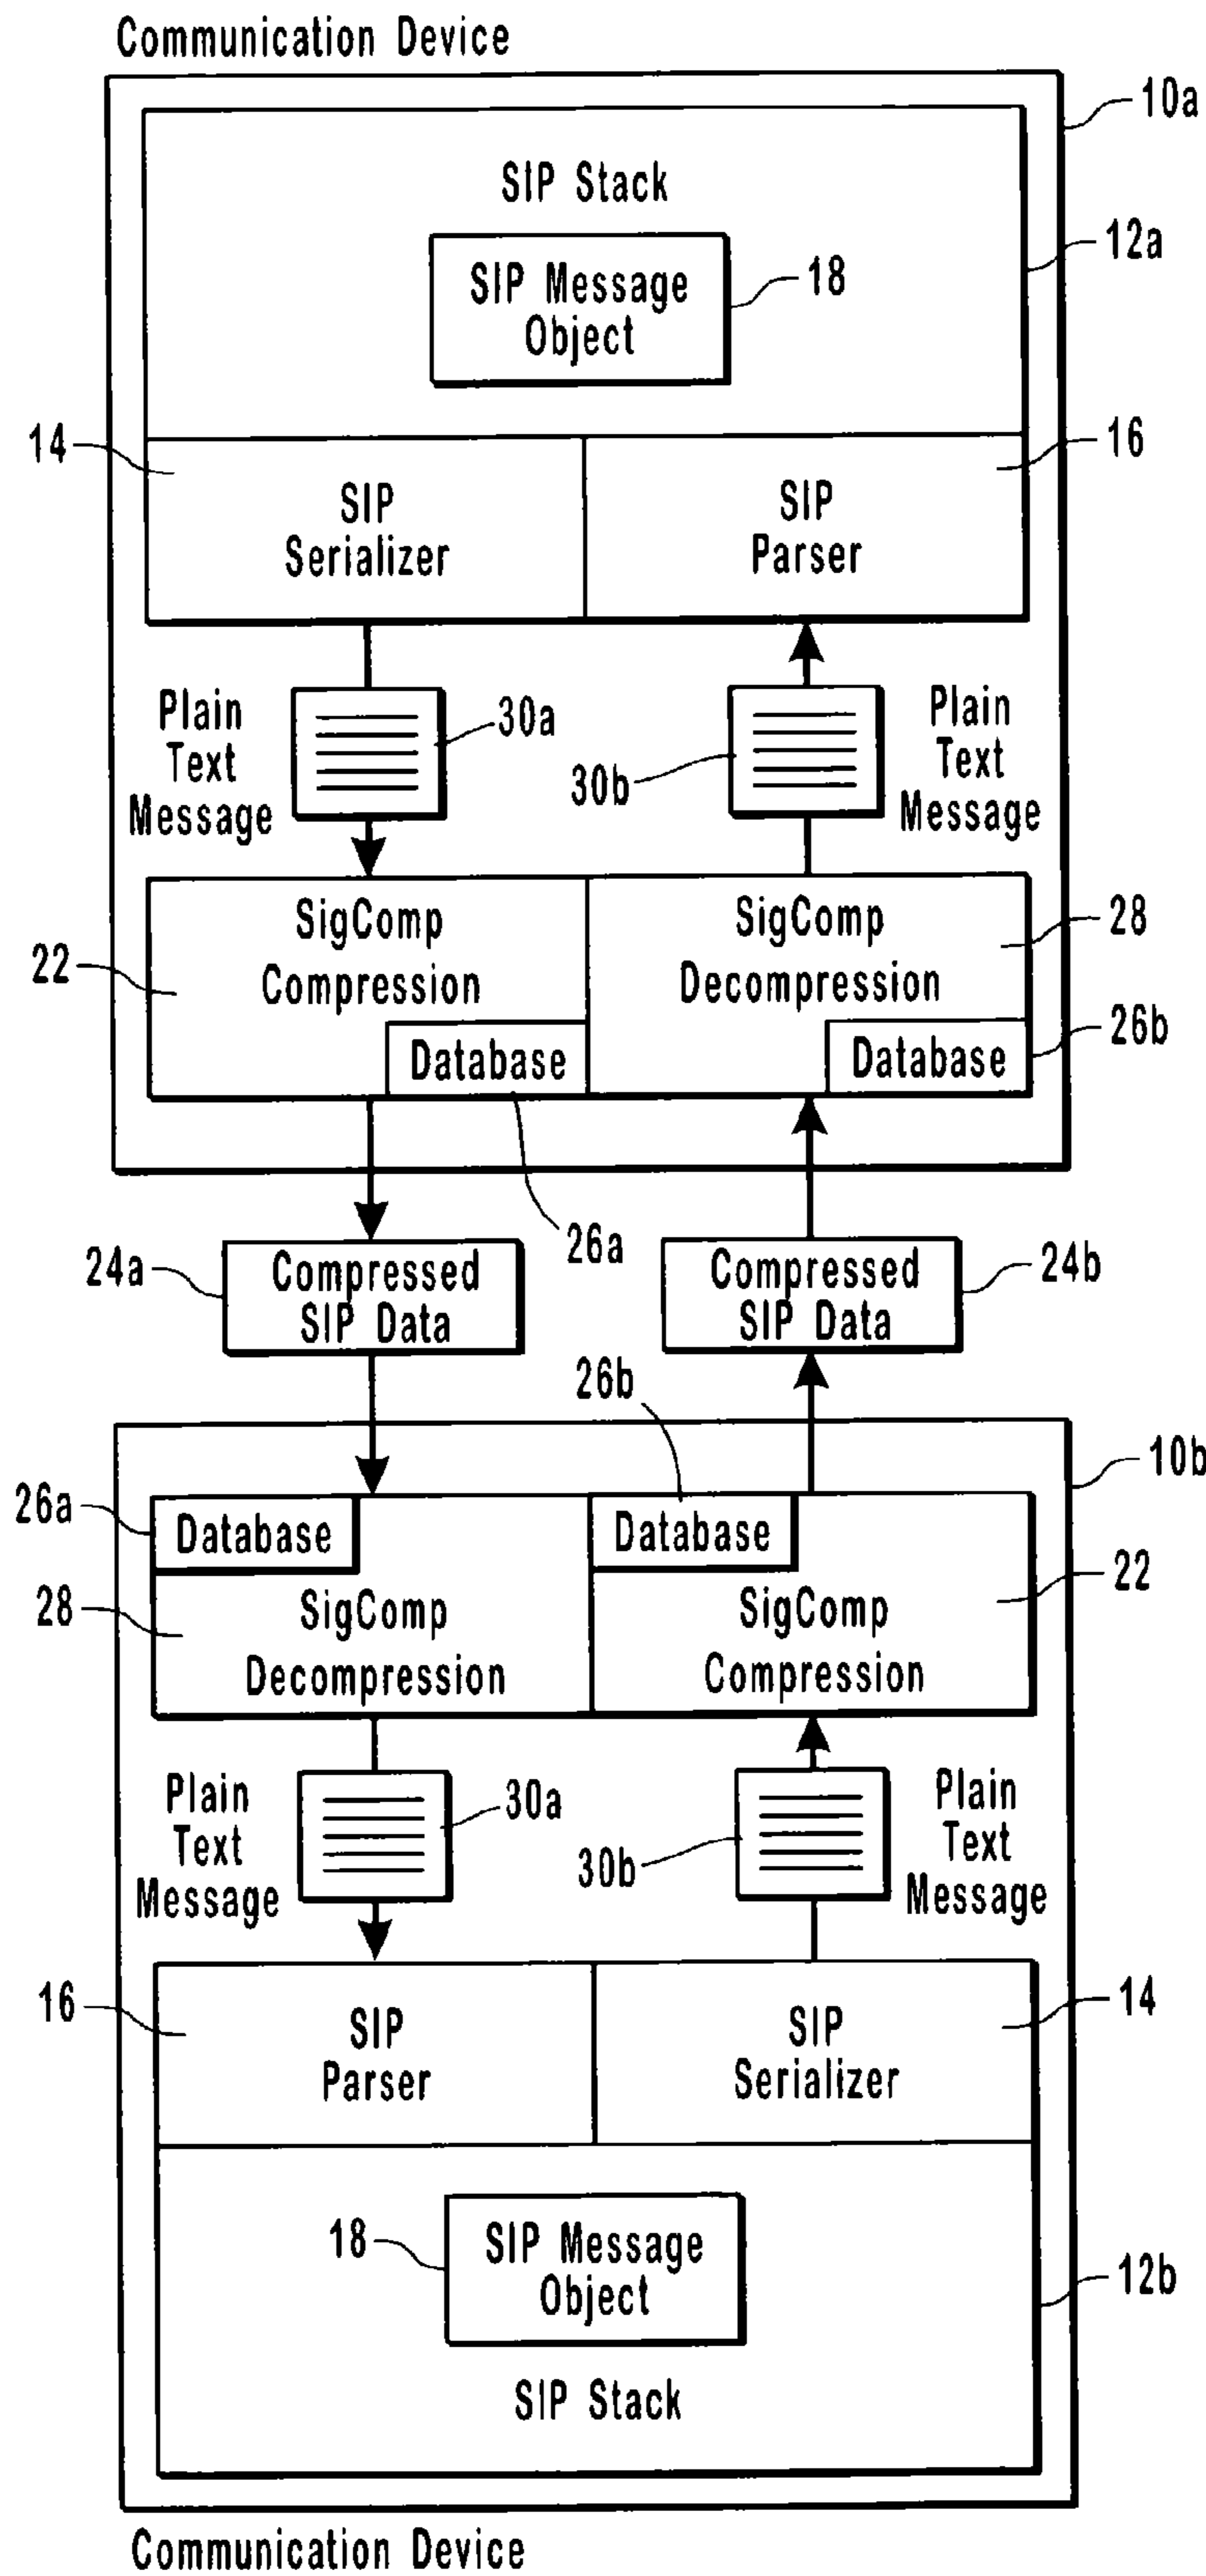 Communication Device
10a
SIP Stack
12a
SIP Message
Object
18
14
16
SIP
Serializer
SIP
Parser
Plain
Text
Message
30a
30b
Plain
Text
Message
SigComp
Compression
22
SigComp
Decompression
28
Database
Database
26b
26a
24a
Compressed
SIP Data
Compressed
SIP Data
24b
26b
10b
26a
Database
Database
28
SigComp
Decompression
SigComp
Compression
22
Plain
Text
Message
30a
30b
Plain
Text
Message
16
SIP
Parser
SIP
Serializer
14
18
SIP Message
Object
12b
SIP Stack
Communication Device